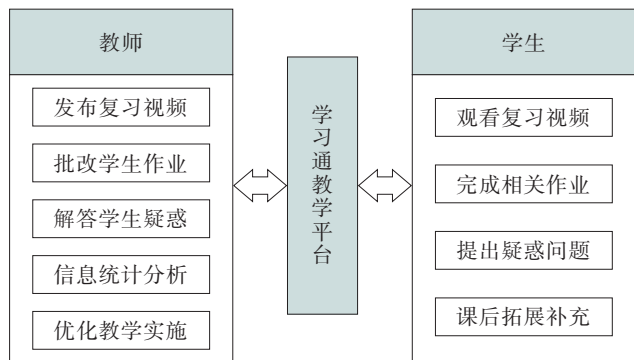 教师
发布复习视频
批改学生作业
解答学生疑惑
信息统计分析
优化教学实施
学习通教学平台
学生
观看复习视频
完成相关作业
提出疑惑问题
课后拓展补充